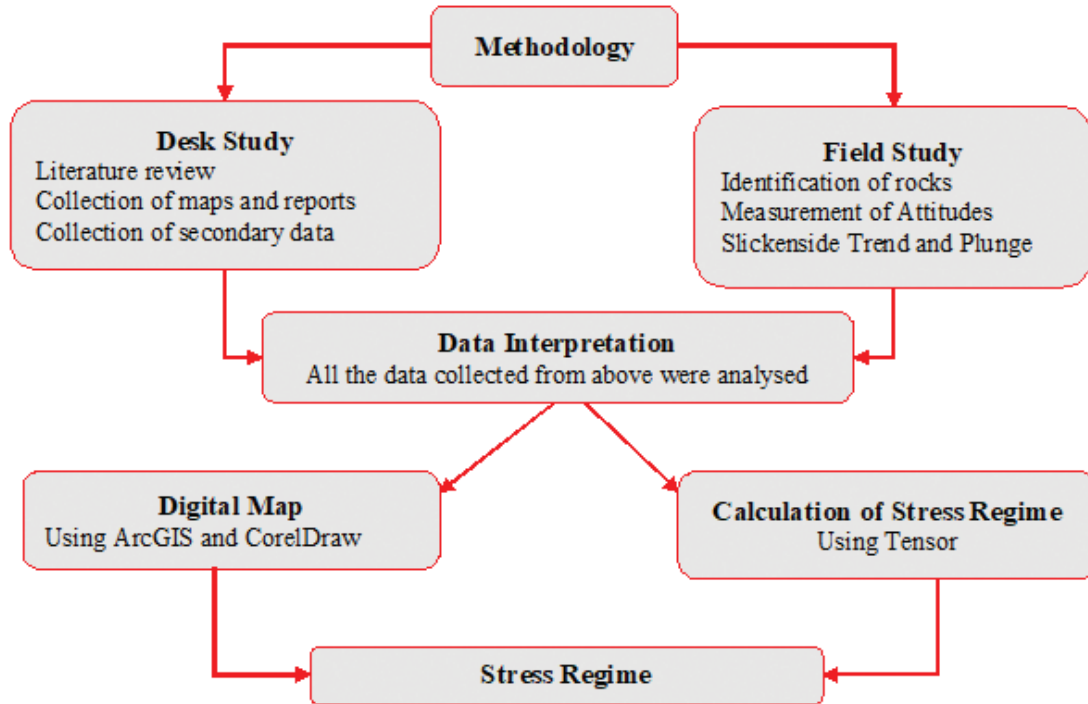 Methodology
Desk Study
Literature review
Collection of maps and reports
Collection of secondary data
Field Study
Identification of rocks
Measurement of Attitudes
Slickenside Trend and Plunge
Data Interpretation
All the data collected from above were analysed
Digital Map
Using ArcGIS and CorelDraw
Calculation of Stress Regime
Using Tensor
Stress Regime